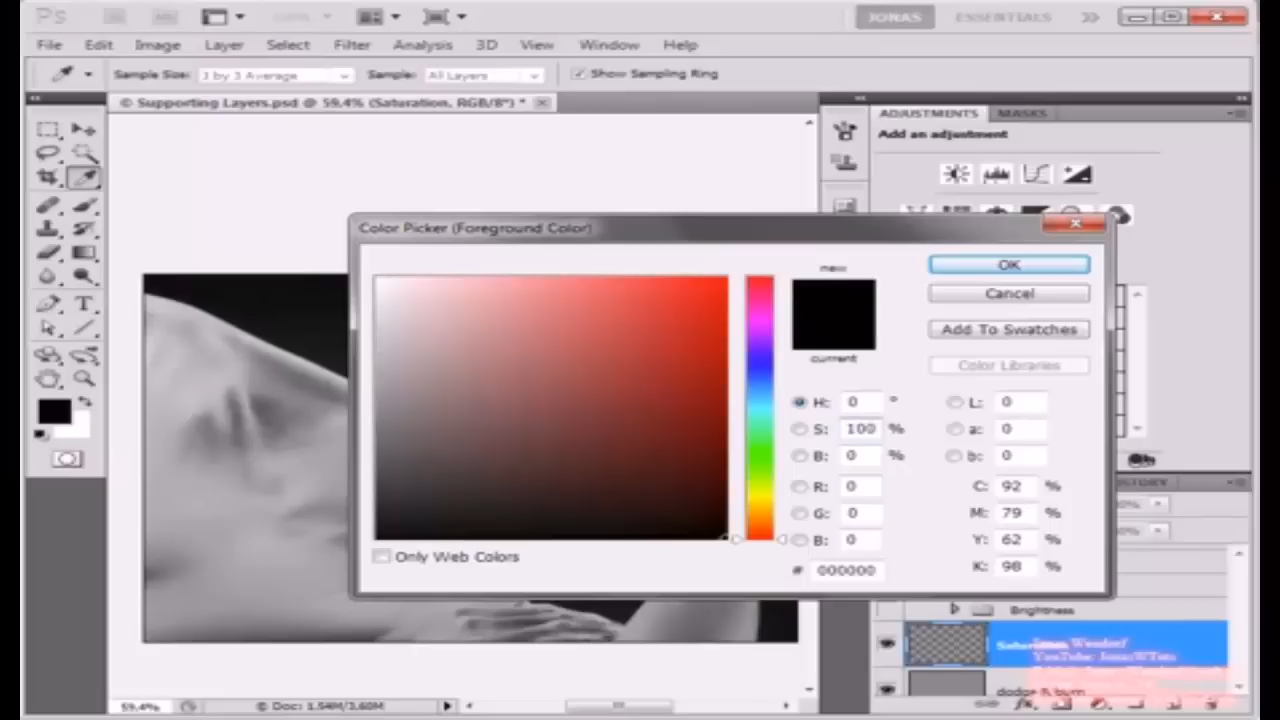 Ps
JONAS ESSENTIALS
File Edit Image Layer Select Filter Analysis 3D View Window Help
Sample Size: 3 by 3 Average Sample: All Layers Show Sampling Ring
© Supporting Layers.psd @ 59,4% (Saturation, RGB/8*) *
ADJUSTMENTS MASKS
Add an adjustment
Color Picker (Foreground Color)
new
OK
Cancel
Add To Swatches
current
Color Libraries
H: 0 ° L: 0
S: 100 % a: 0
B: 0 % b: 0
R: 0 C: 92 %
G: 0 M: 79 %
B: 0 Y: 62 %
# 000000 K: 98 %
Only Web Colors
Brightness
YouTube:
dodge & burn
59,4% © Doc: 1.54M/3.60M